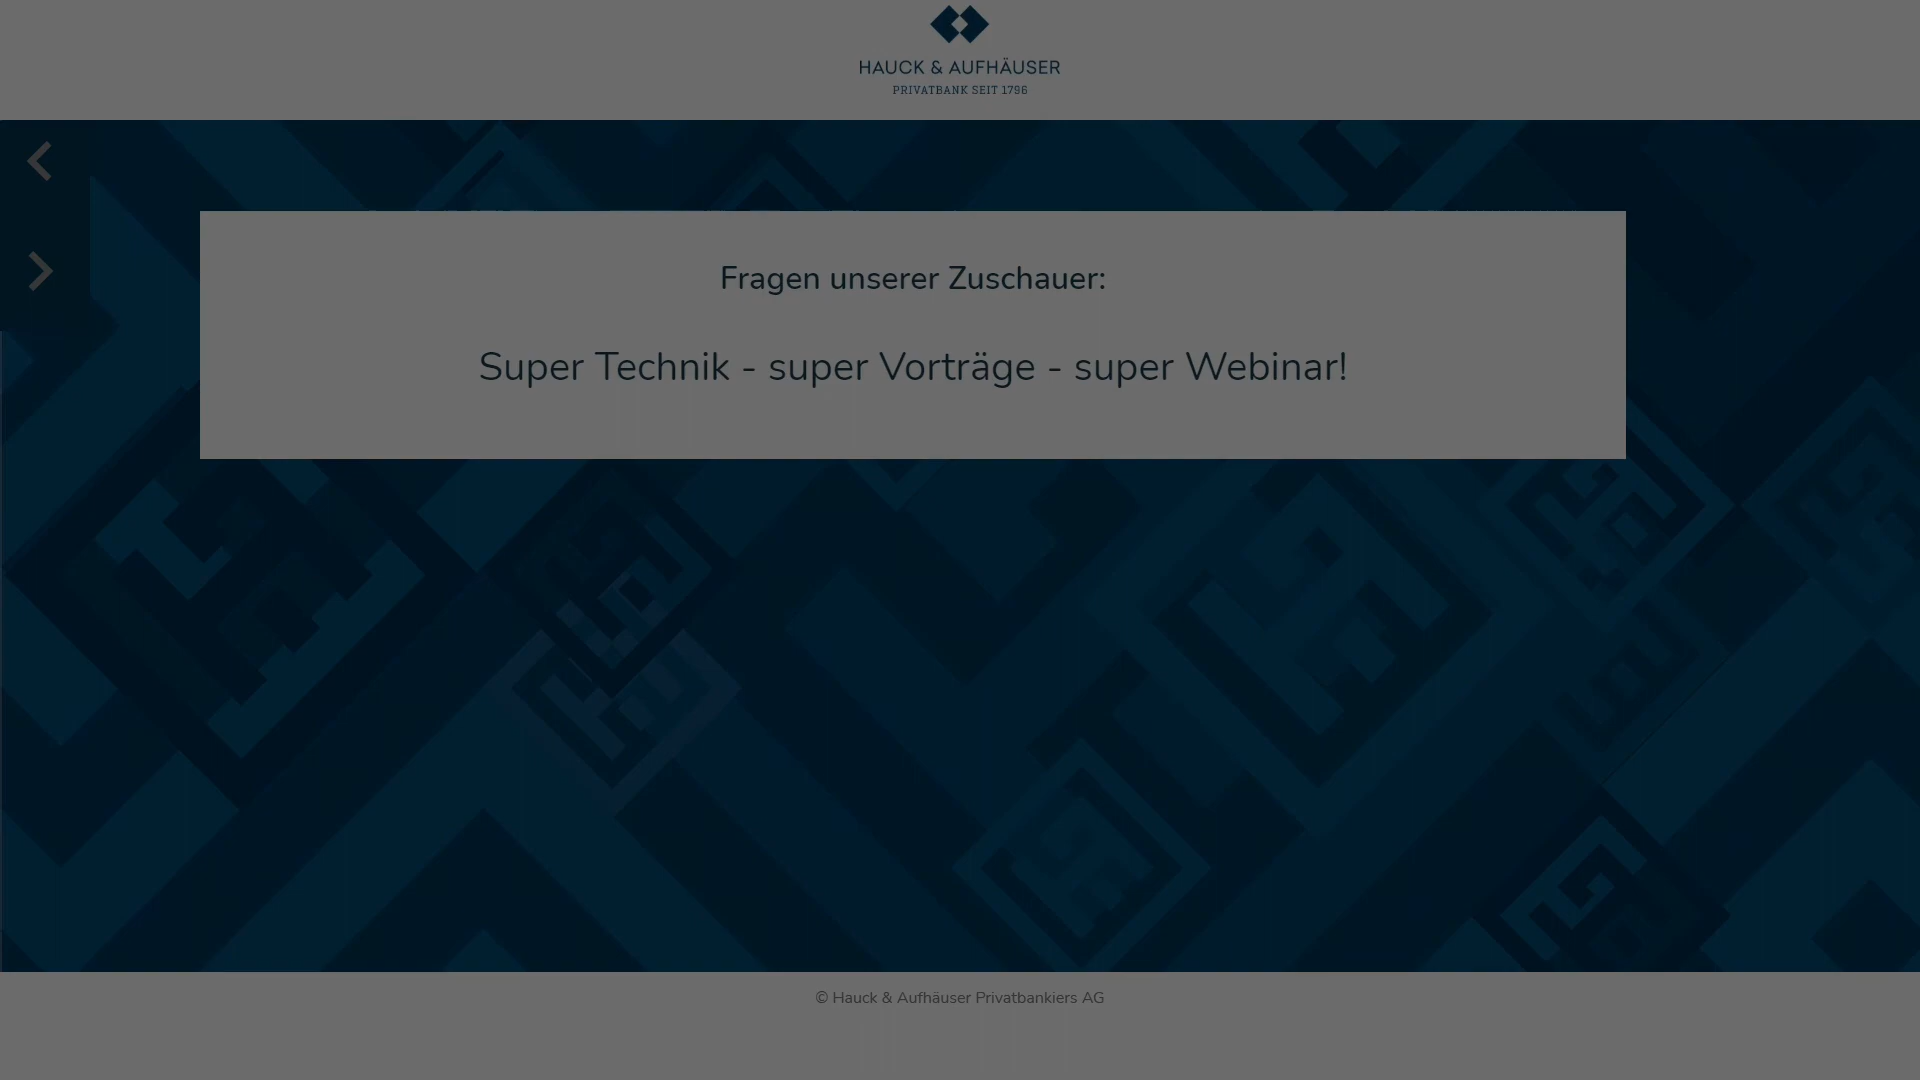 HAUCK & AUFHÄUSER
PRIVATBANK SEIT 1796
Fragen unserer Zuschauer:
Super Technik - super Vorträge - super Webinar!
© Hauck & Aufhäuser Privatbankiers AG